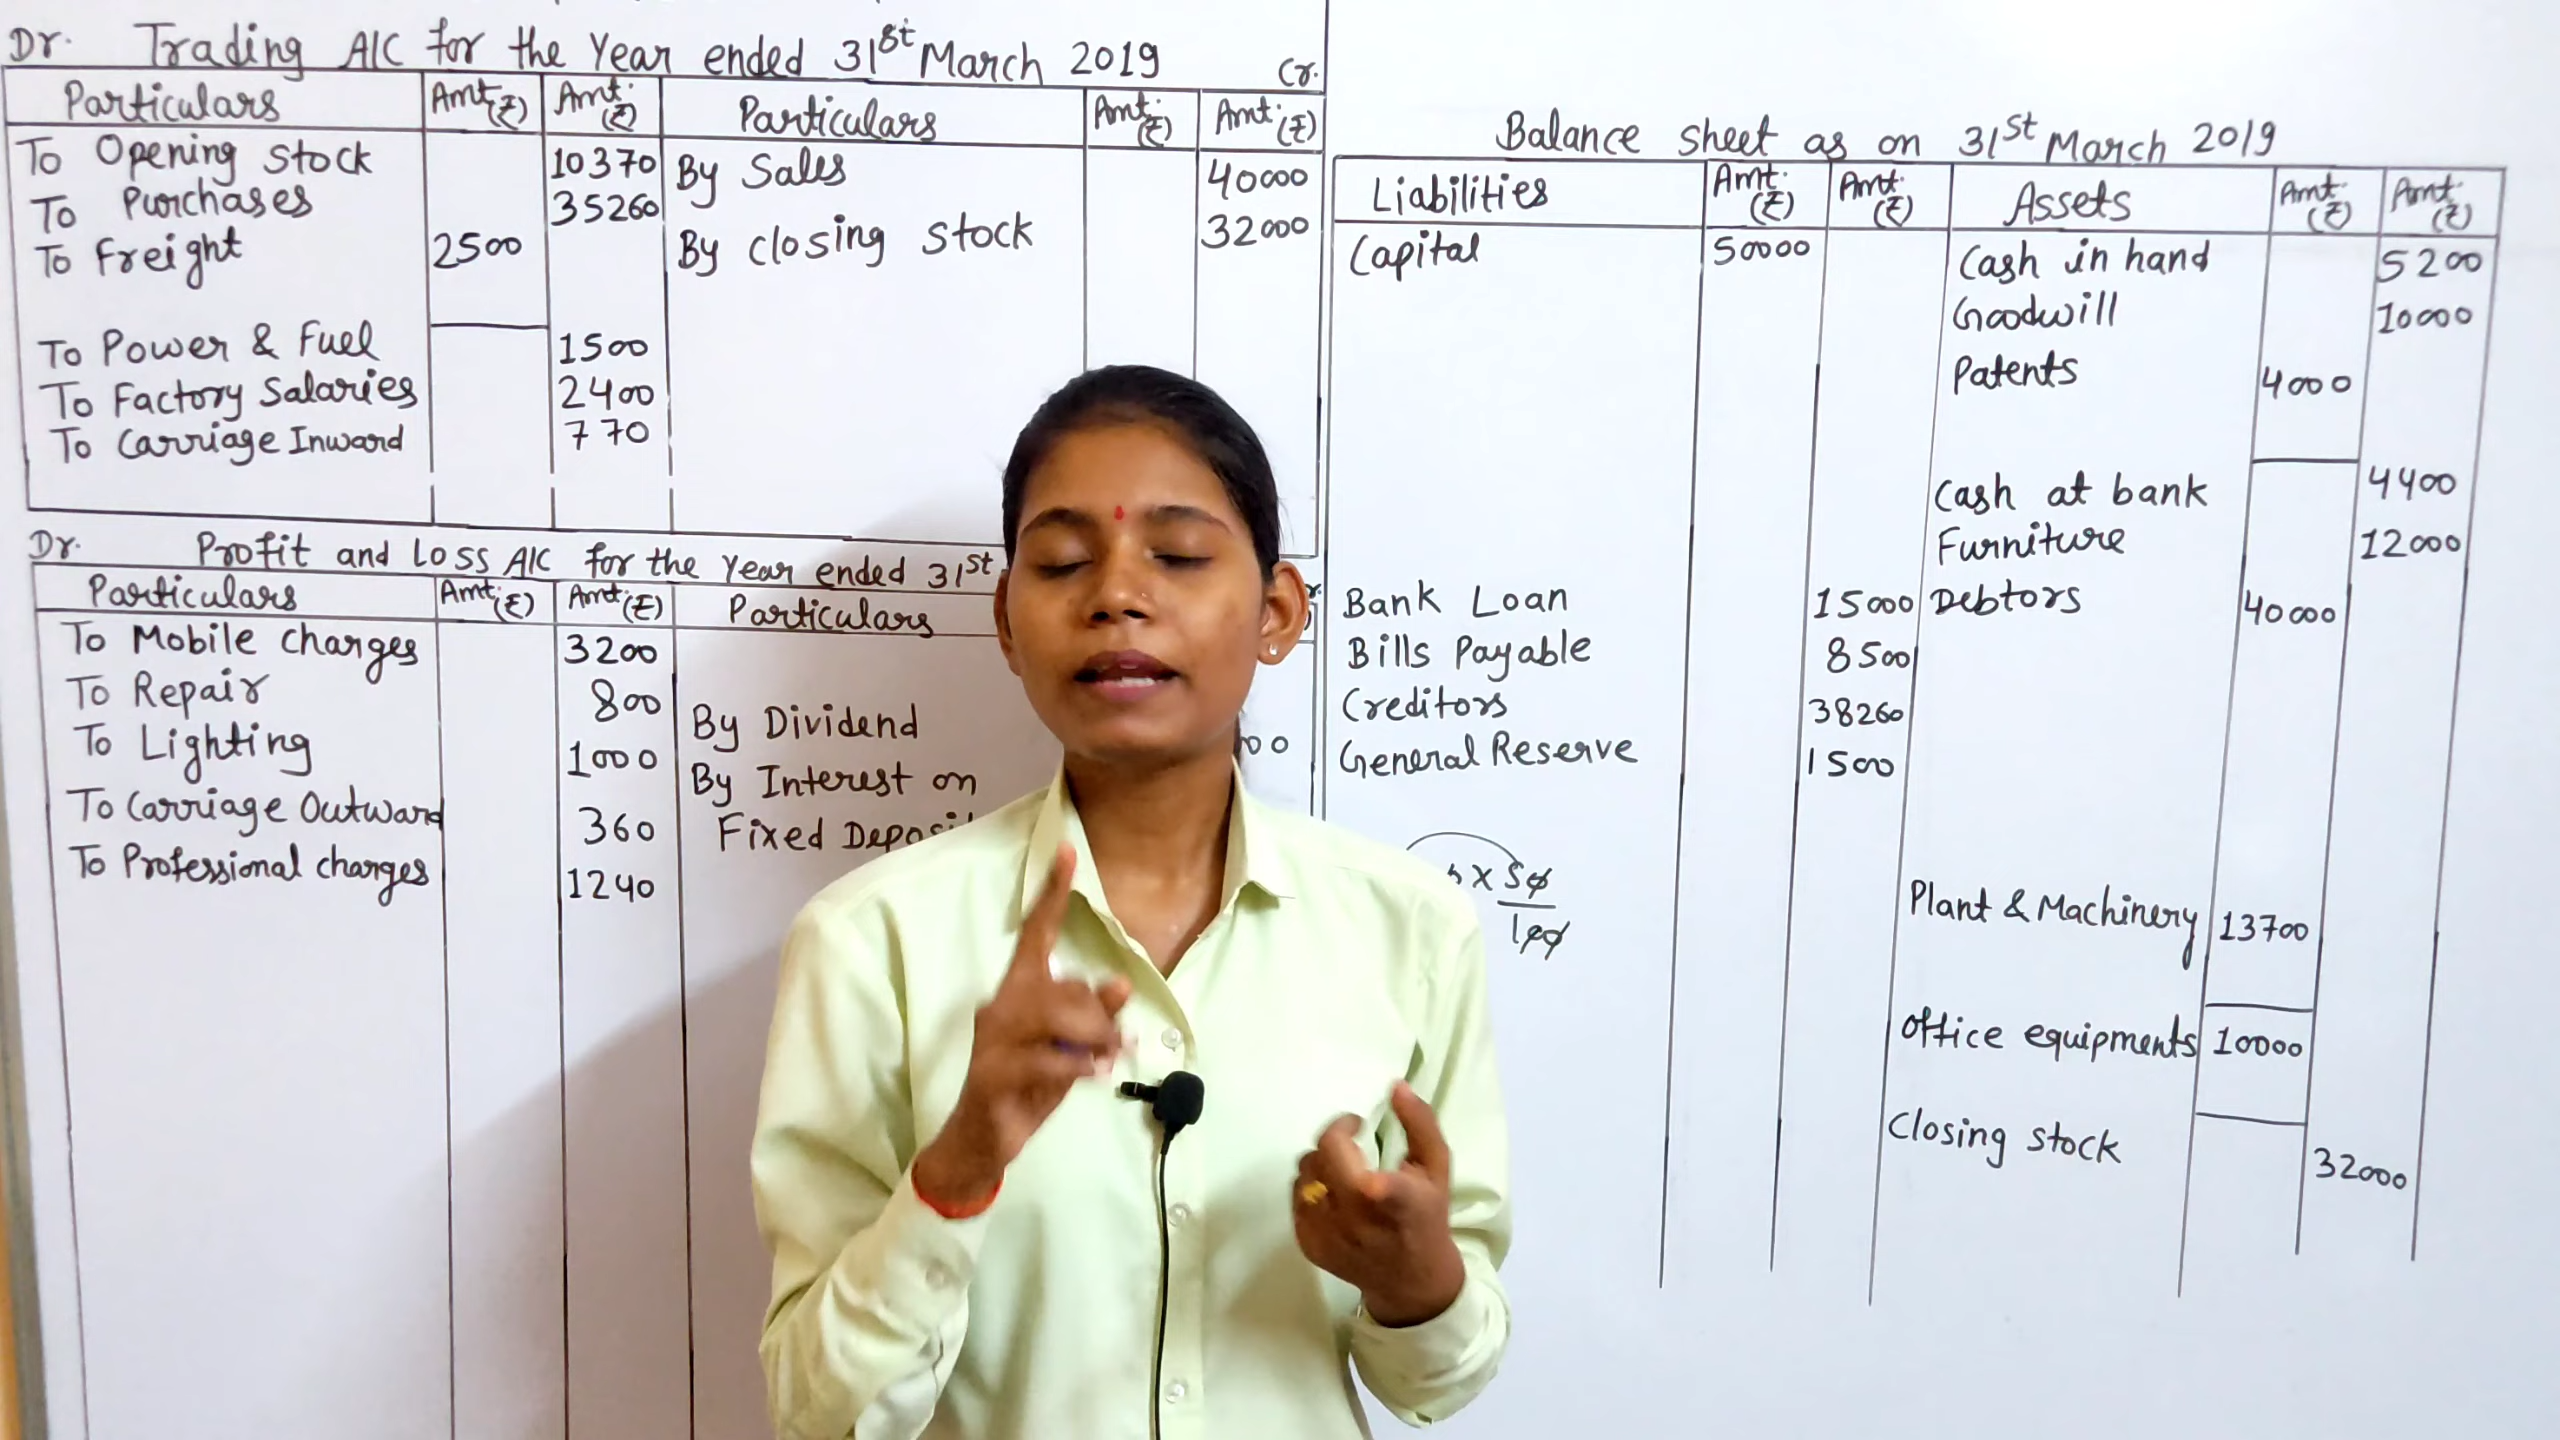 Dr. Trading A/C for the Year ended 31st March 2019 Cr.
Particulars Amt. (₹) Amt. (₹) Particulars Amt. (₹) Amt. (₹)
To Opening stock 10370 By Sales 40000
To Purchases 35260
To Freight 2500 By closing stock 32000
To Power & Fuel 1500
To Factory Salaries 2400
To Carriage Inward 770
Dr. Profit and Loss A/C for the Year ended 31st
Particulars Amt. (₹) Amt. (₹) Particulars
To Mobile charges 3200
To Repair 800 By Dividend
To Lighting 1000 By Interest on
To Carriage Outward 360 Fixed
To Professional charges 1240
Balance sheet as on 31st March 2019
Liabilities Amt. (₹) Amt. (₹) Assets Amt. (₹) Amt. (₹)
Capital 50000 Cash in hand 5200
Goodwill 10000
Patents 4000
Cash at bank 4400
Furniture 12000
Bank Loan 15000 Debtors 40000
Bills Payable 8500
Creditors 38260
General Reserve 1500
x 50
100
Plant & Machinery 13700
Office equipments 10000
Closing stock 32000